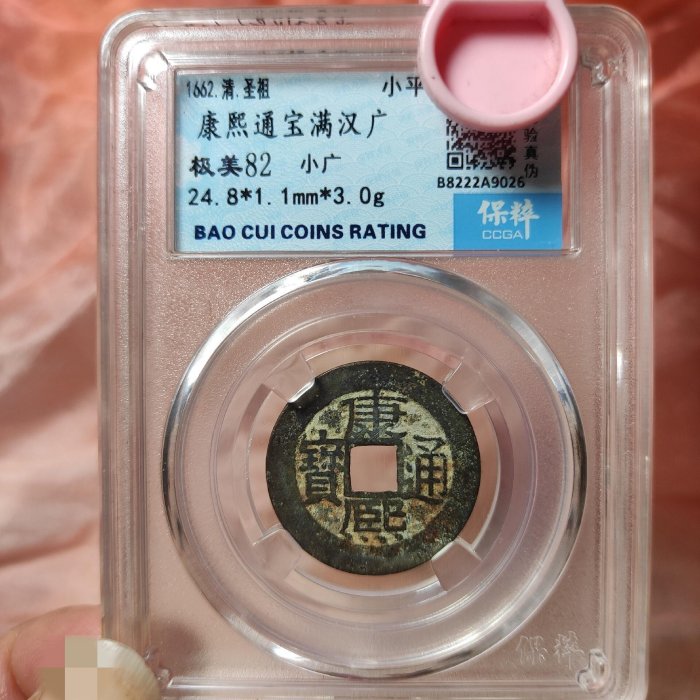 1662.清.圣祖 小平
康熙通宝满汉广
极美82 小广
24.8*1.1mm*3.0g
BAO CUI COINS RATING
验真伪
B8222A9026
保粹
CCGA
康熙通寶
保粹